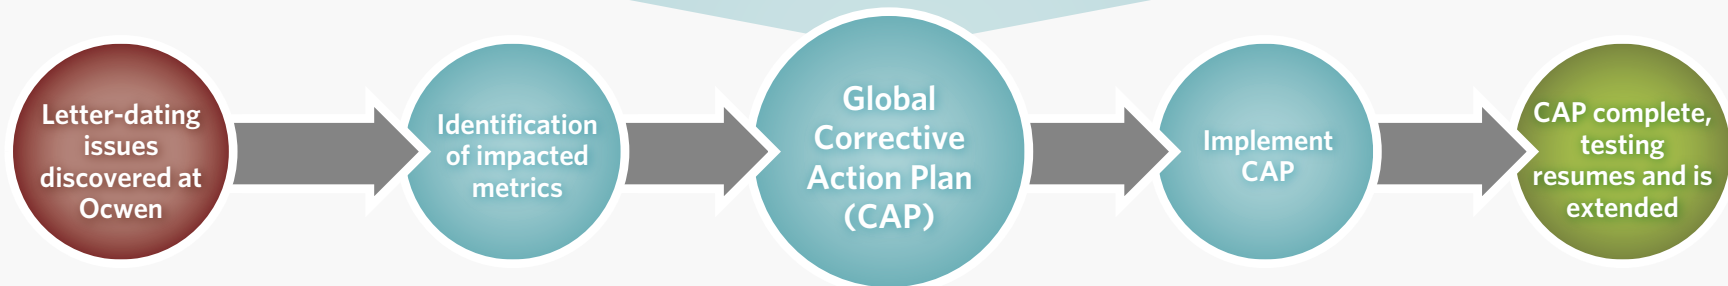 Letter-dating
issues
discovered at
Ocwen
Identification
of impacted
metrics
Global
Corrective
Action Plan
(CAP)
Implement
CAP
CAP complete,
testing
resumes and is
extended